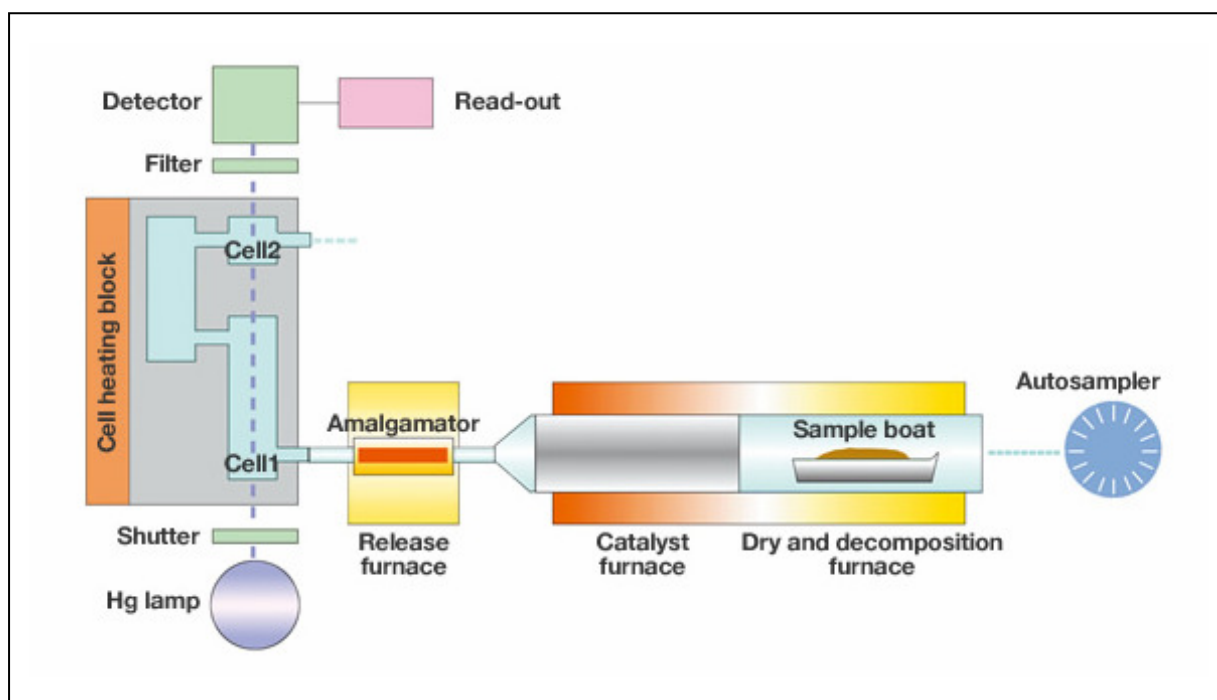 Detector
Read-out
Filter
Cell heating block
Cell2
Autosampler
Amalgamator
Sample boat
Cell1
Shutter
Release
furnace
Catalyst
furnace
Dry and decomposition
furnace
Hg lamp